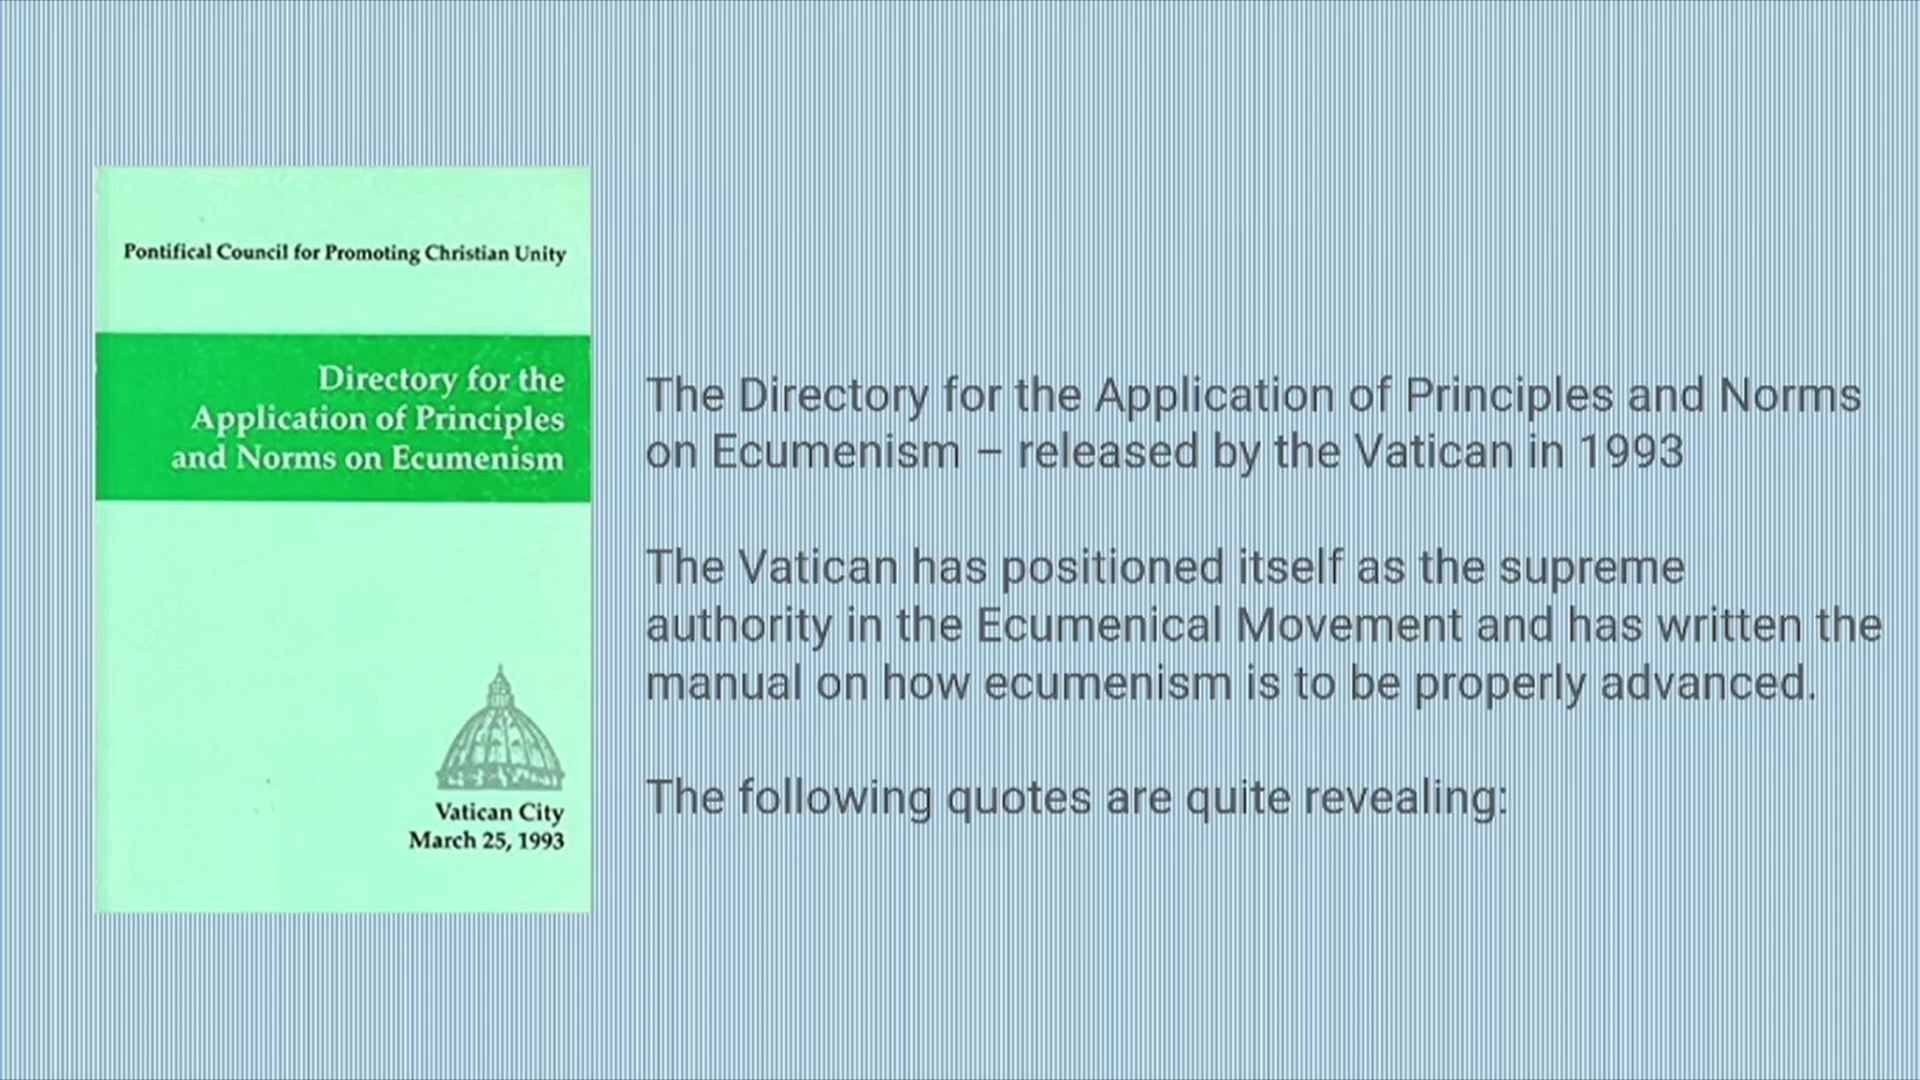 Pontifical Council for Promoting Christian Unity
Directory for the
Application of Principles
and Norms on Ecumenism
Vatican City
March 25, 1993
The Directory for the Application of Principles and Norms
on Ecumenism – released by the Vatican in 1993
The Vatican has positioned itself as the supreme
authority in the Ecumenical Movement and has written the
manual on how ecumenism is to be properly advanced.
The following quotes are quite revealing: